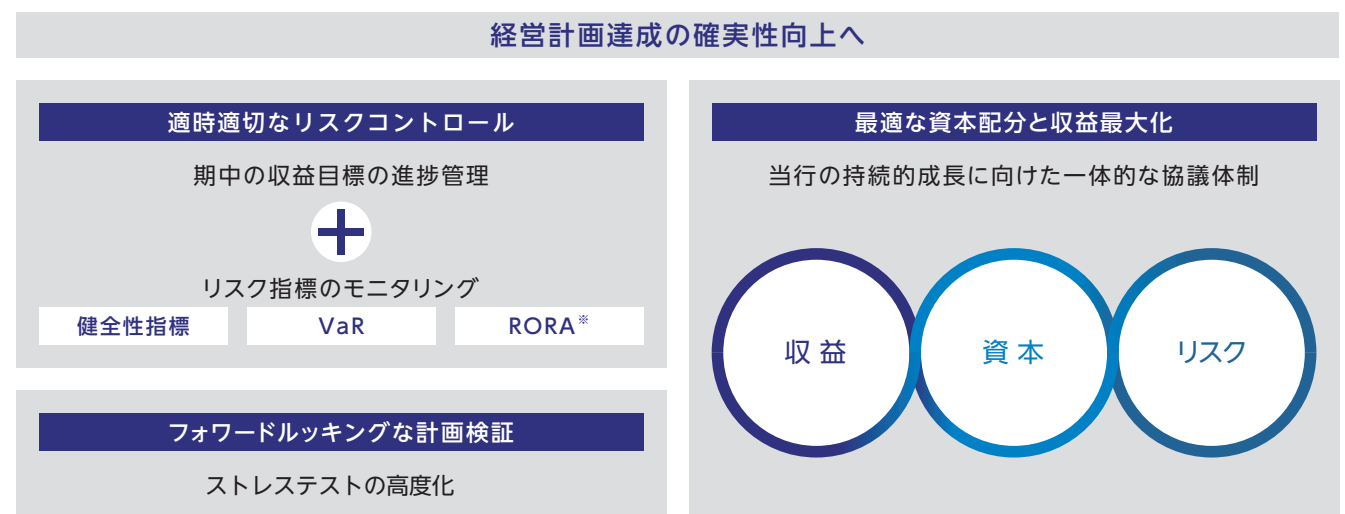 経営計画達成の確実性向上へ
適時適切なリスクコントロール
期中の収益目標の進捗管理
リスク指標のモニタリング
健全性指標
VaR
RORA※
フォワードルッキングな計画検証
ストレステストの高度化
最適な資本配分と収益最大化
当行の持続的成長に向けた一体的な協議体制
収益
資本
リスク